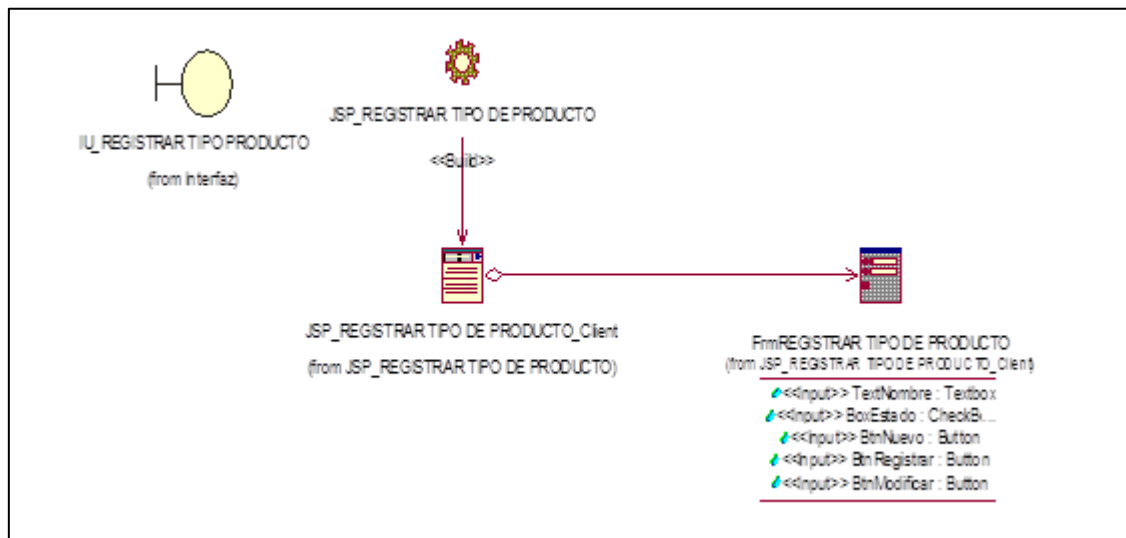 JSP_REGISTRAR TIPO DE PRODUCTO
IU_REGISTRAR TIPO PRODUCTO
(from Interfaz)
<<Build>>
JSP_REGISTRAR TIPO DE PRODUCTO_Client
(from JSP_REGISTRAR TIPO DE PRODUCTO)
FrmREGISTRAR TIPO DE PRODUCTO
(from JSP_REGISTRAR TIPO DE PRODUCTO_Client)
<<Input>> TextNombre : Textbox
<<Input>> BoxEstado : CheckB...
<<Input>> BtnNuevo : Button
<<Input>> BtnRegistrar : Button
<<Input>> BtnModificar : Button